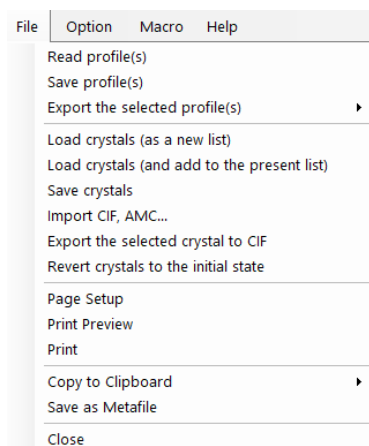 File Option Macro Help
Read profile(s)
Save profile(s)
Export the selected profile(s)
Load crystals (as a new list)
Load crystals (and add to the present list)
Save crystals
Import CIF, AMC...
Export the selected crystal to CIF
Revert crystals to the initial state
Page Setup
Print Preview
Print
Copy to Clipboard
Save as Metafile
Close